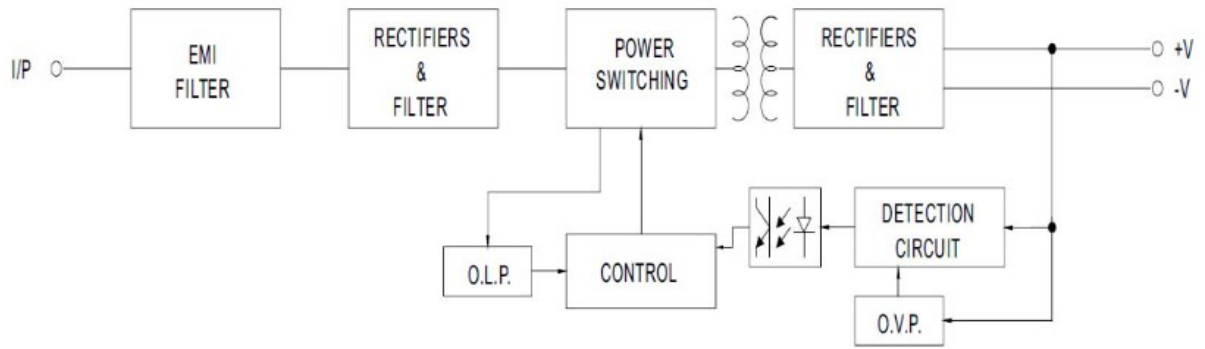 I/P
EMI
FILTER
RECTIFIERS
&
FILTER
POWER
SWITCHING
RECTIFIERS
&
FILTER
+V
-V
O.L.P.
CONTROL
DETECTION
CIRCUIT
O.V.P.